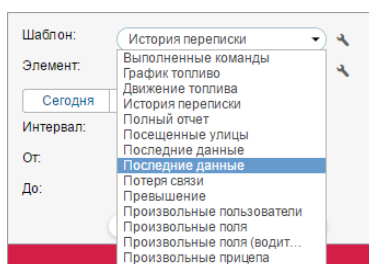 Шаблон: История переписки
Элемент: Выполненные команды
График топливо
Движение топлива
Сегодня История переписки
Полный отчет
Интервал: Посещенные улицы
Последние данные
От: Последние данные
Потеря связи
До: Превышение
Произвольные пользователи
Произвольные поля
Произвольные поля (водит...
Произвольные прицепа